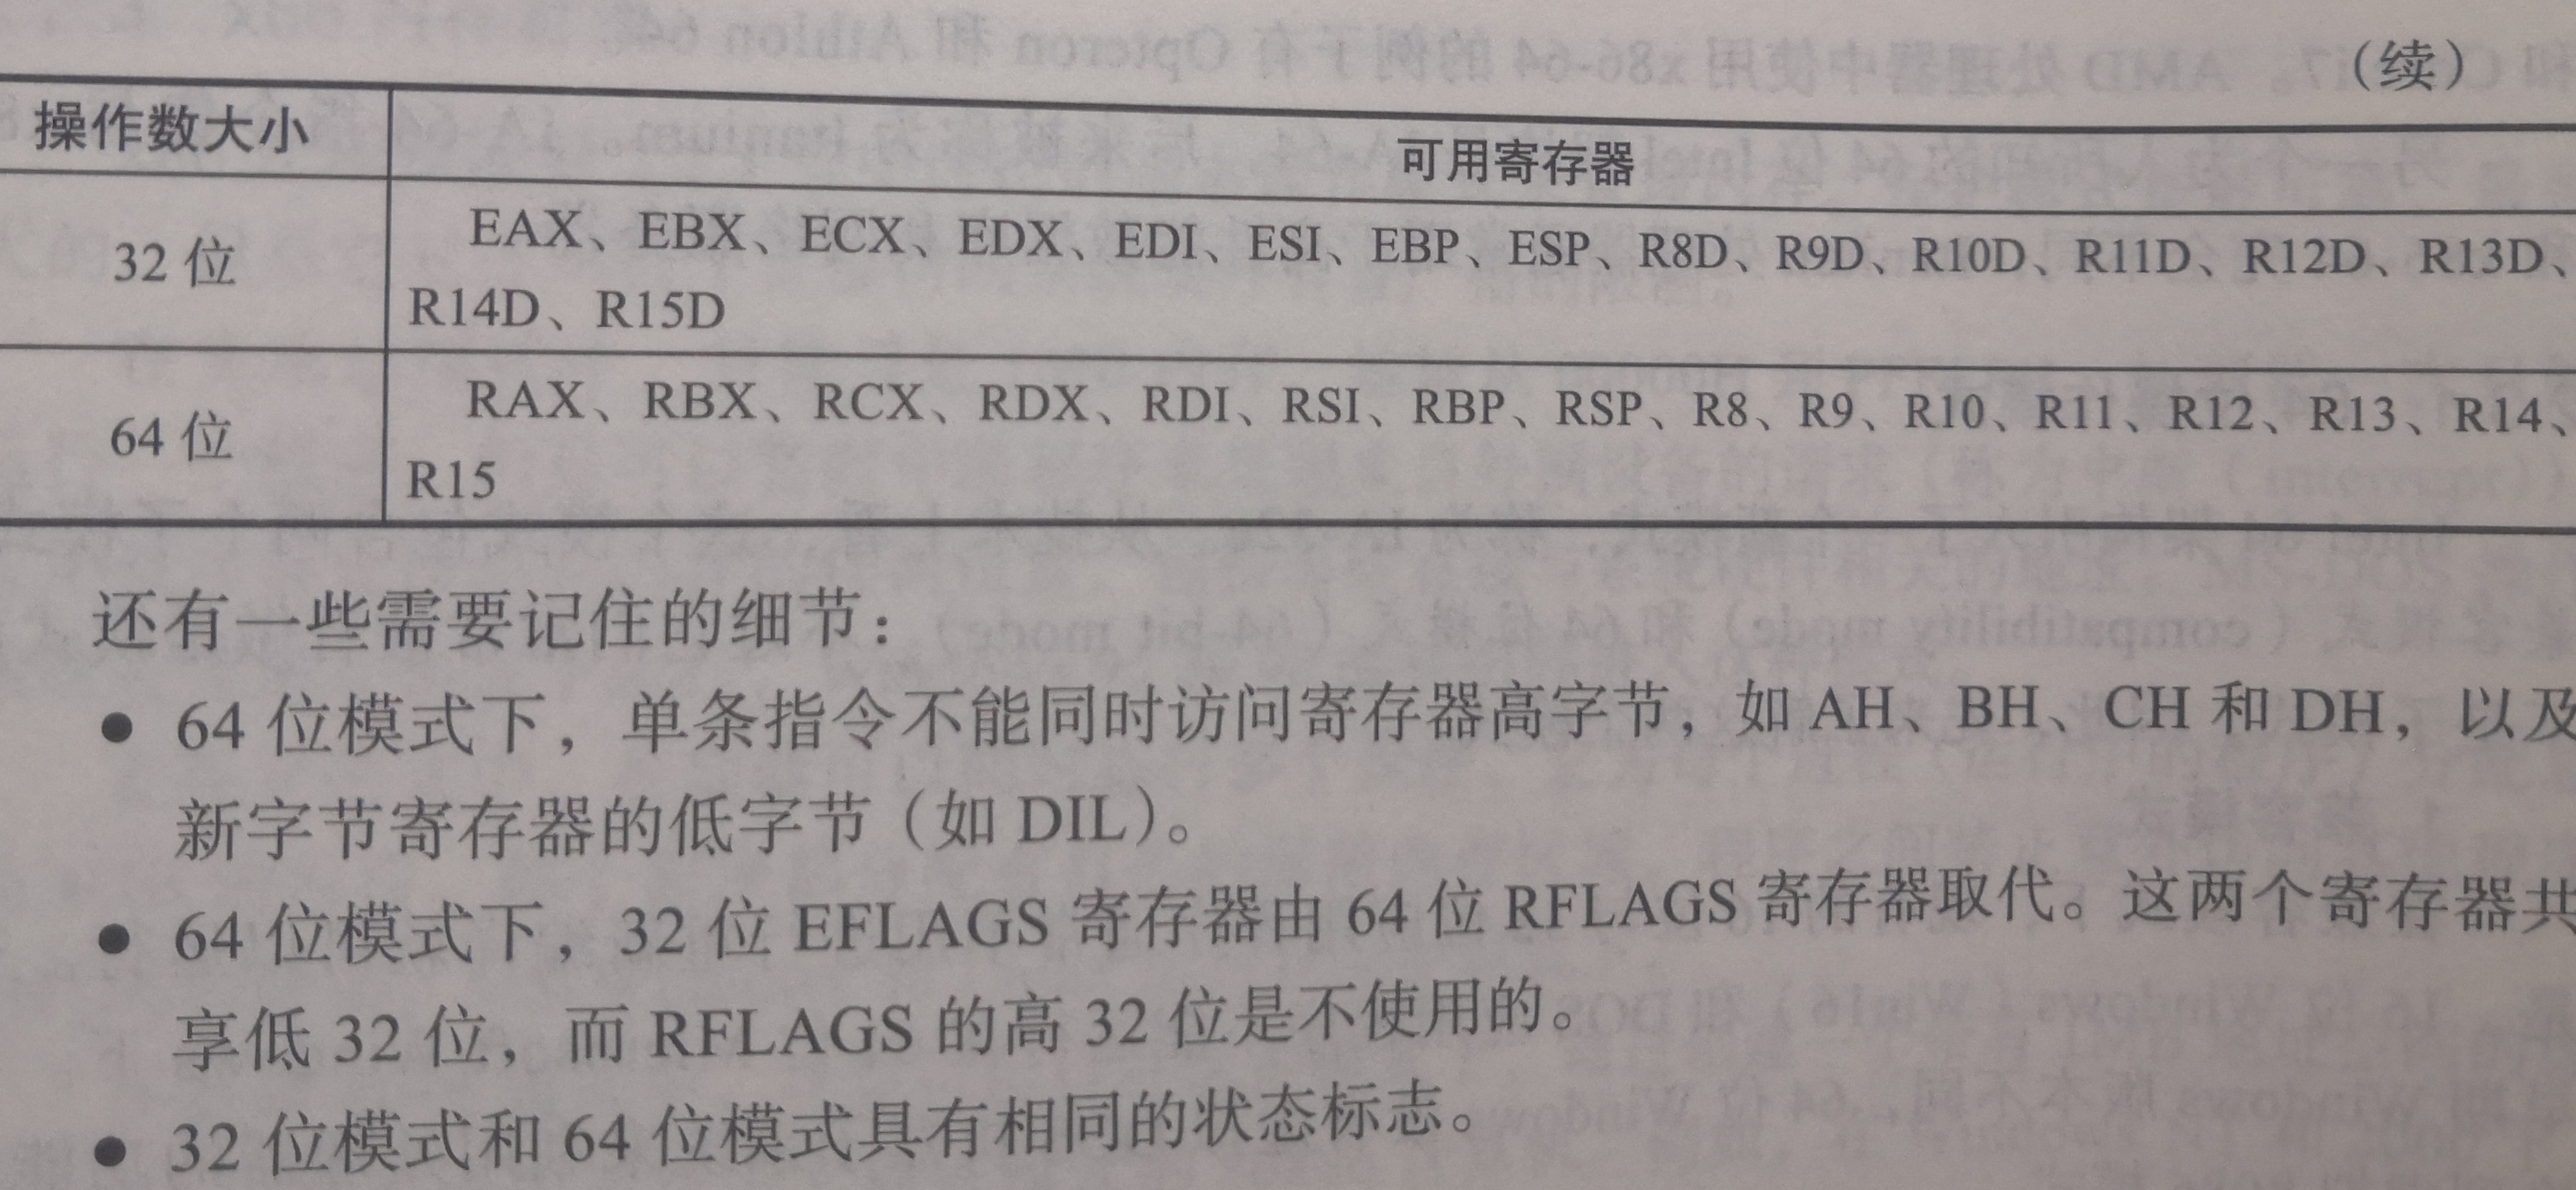 (续)
操作数大小
可用寄存器
32 位
EAX、EBX、ECX、EDX、EDI、ESI、EBP、ESP、R8D、R9D、R10D、R11D、R12D、R13D、
R14D、R15D
64 位
RAX、RBX、RCX、RDX、RDI、RSI、RBP、RSP、R8、R9、R10、R11、R12、R13、R14、
R15
还有一些需要记住的细节：
● 64 位模式下，单条指令不能同时访问寄存器高字节，如 AH、BH、CH 和 DH，以及
新字节寄存器的低字节（如 DIL）。
● 64 位模式下，32 位 EFLAGS 寄存器由 64 位 RFLAGS 寄存器取代。这两个寄存器共
享低 32 位，而 RFLAGS 的高 32 位是不使用的。
● 32 位模式和 64 位模式具有相同的状态标志。